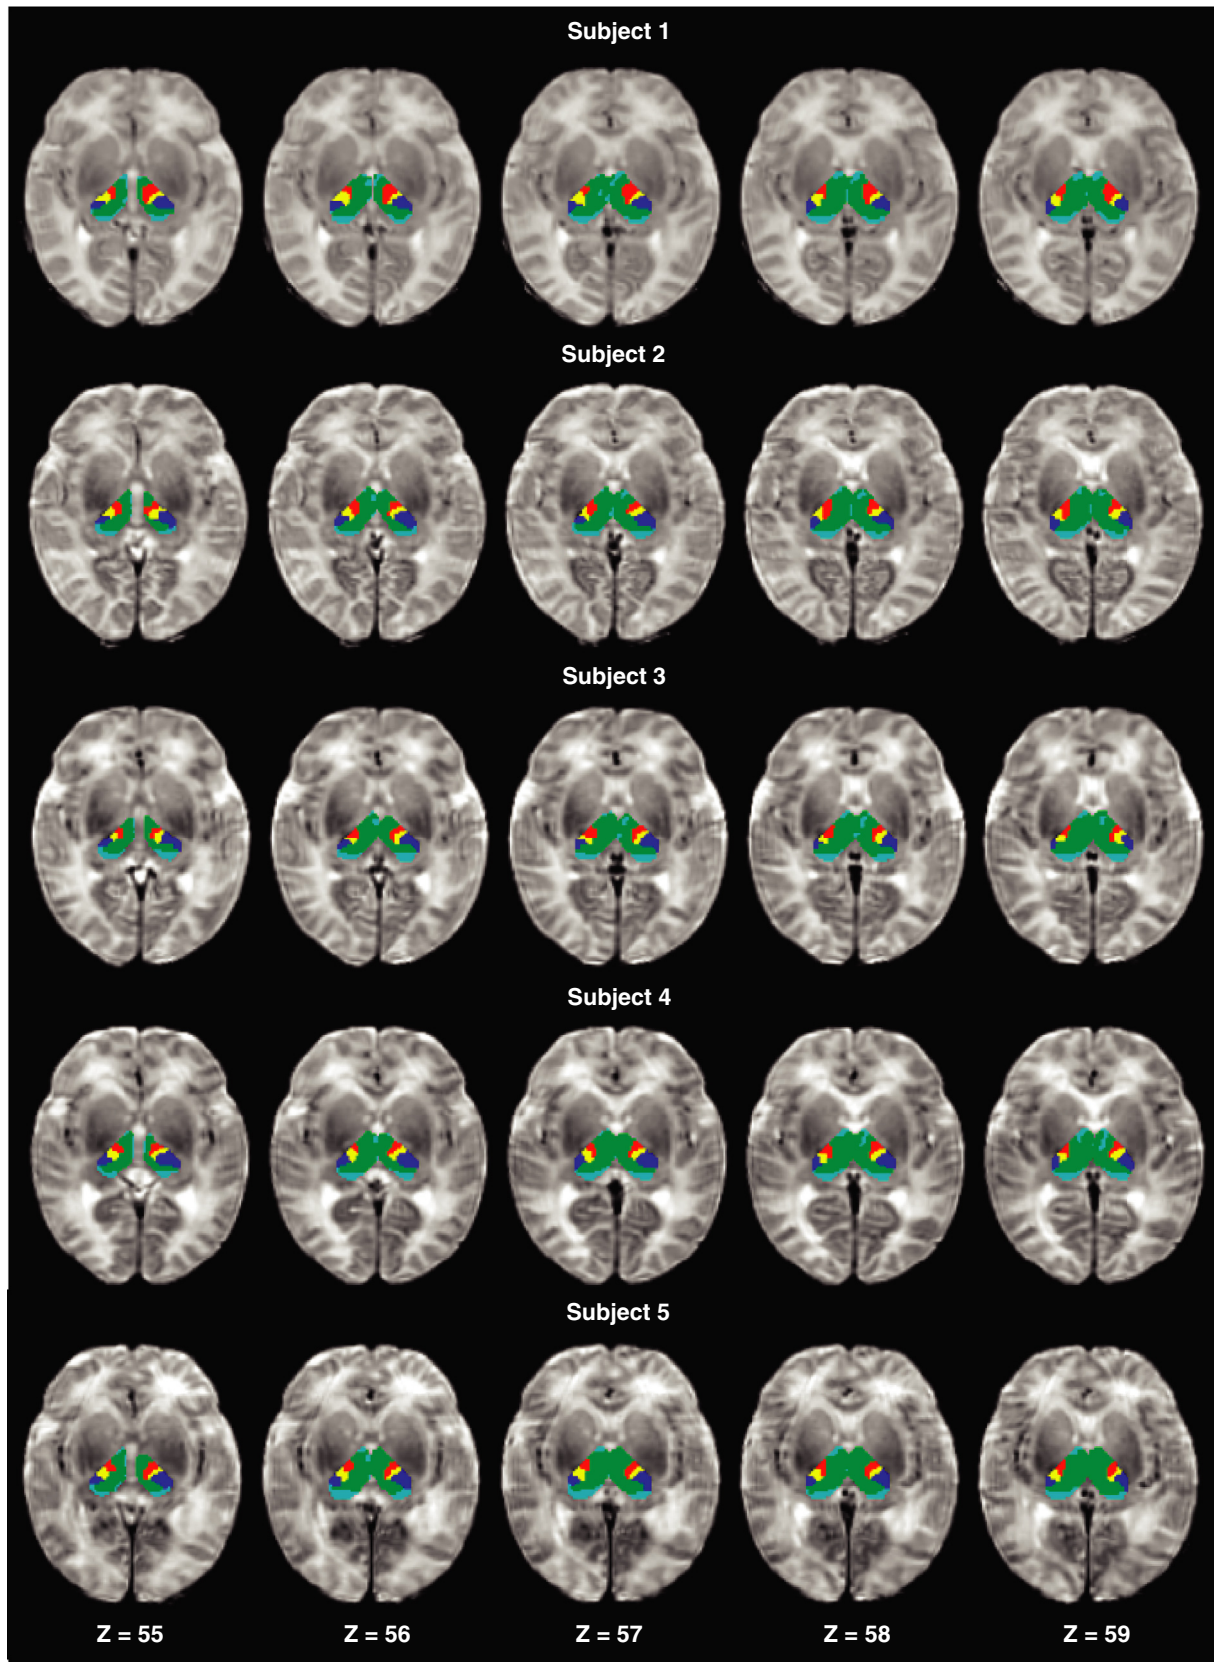 Subject 1
Subject 2
Subject 3
Subject 4
Subject 5
Z = 55
Z = 56
Z = 57
Z = 58
Z = 59